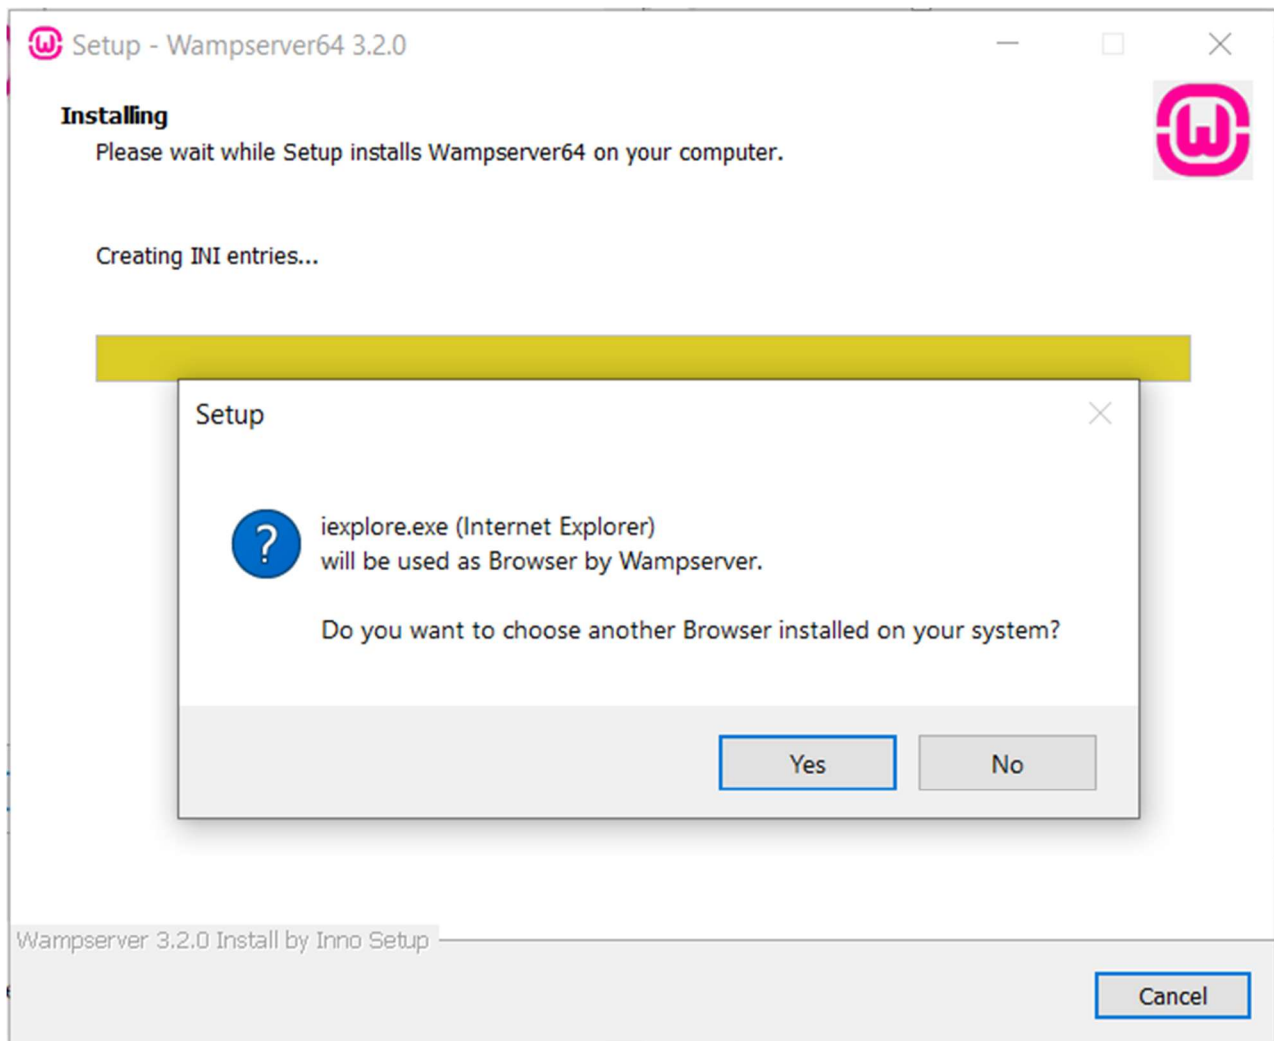 Setup - Wampserver64 3.2.0
Installing
Please wait while Setup installs Wampserver64 on your computer.
Creating INI entries...
Setup
iexplore.exe (Internet Explorer)
will be used as Browser by Wampserver.
Do you want to choose another Browser installed on your system?
Yes
No
Wampserver 3.2.0 Install by Inno Setup
Cancel